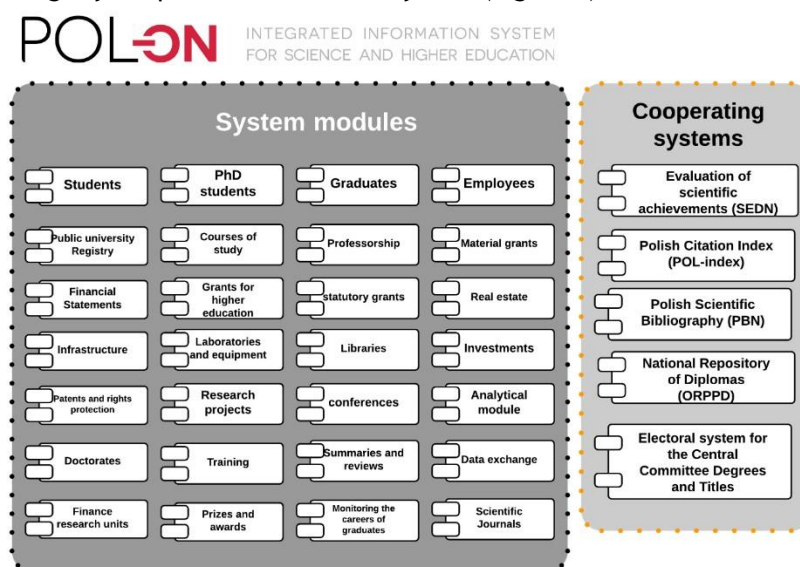 POL-ON
INTEGRATED INFORMATION SYSTEM
FOR SCIENCE AND HIGHER EDUCATION
System modules
Students
PhD
students
Graduates
Employees
Public university
Registry
Courses of
study
Professorship
Material grants
Financial
Statements
Grants for
higher
education
statutory grants
Real estate
Infrastructure
Laboratories
and equipment
Libraries
Investments
Patents and rights
protection
Research
projects
conferences
Analytical
module
Doctorates
Training
Summaries and
reviews
Data exchange
Finance
research units
Prizes and
awards
Monitoring the
careers of
graduates
Scientific
Journals
Cooperating
systems
Evaluation of
scientific
achievements (SEDN)
Polish Citation Index
(POL-index)
Polish Scientific
Bibliography (PBN)
National Repository
of Diplomas
(ORPPD)
Electoral system for
the Central
Committee Degrees
and Titles